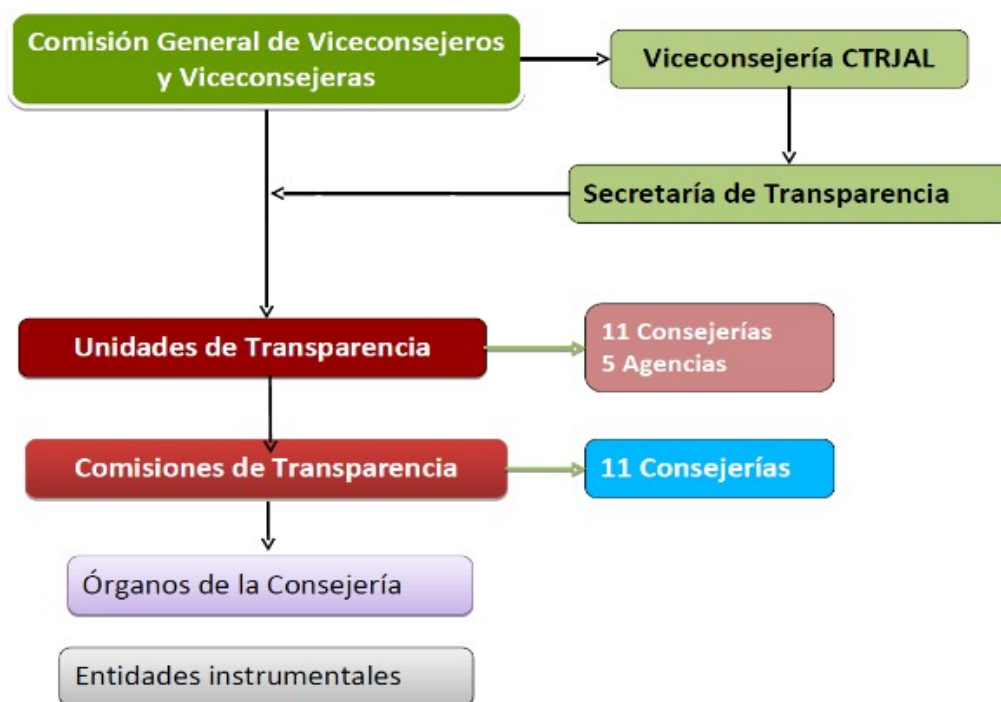 Comisión General de Viceconsejeros
y Viceconsejeras
Viceconsejería CTRJAL
Secretaría de Transparencia
Unidades de Transparencia
11 Consejerías
5 Agencias
Comisiones de Transparencia
11 Consejerías
Órganos de la Consejería
Entidades instrumentales